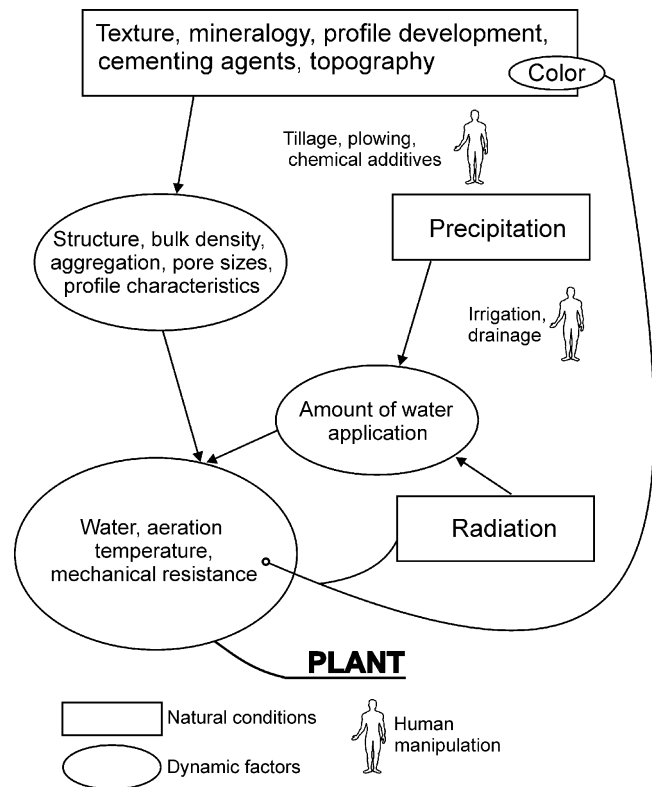 Texture, mineralogy, profile development,
cementing agents, topography
Color
Tillage, plowing,
chemical additives
Precipitation
Structure, bulk density,
aggregation, pore sizes,
profile characteristics
Irrigation,
drainage
Amount of water
application
Radiation
Water, aeration
temperature,
mechanical resistance
PLANT
Natural conditions
Human
manipulation
Dynamic factors